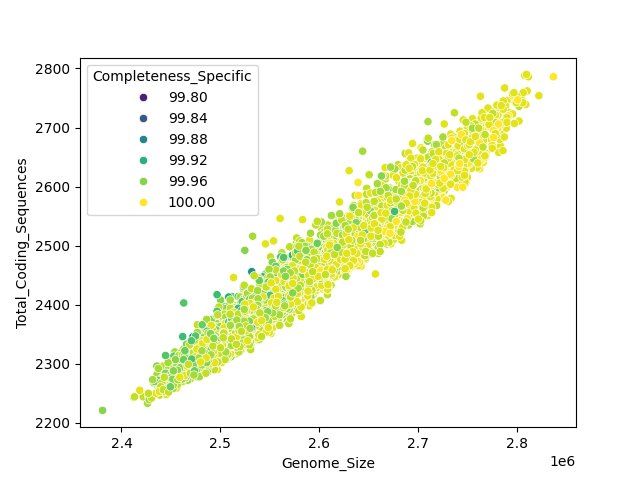 Completeness_Specific
99.80
99.84
99.88
99.92
99.96
100.00
2800
2700
2600
2500
2400
2300
2200
Total_Coding_Sequences
2.4 2.5 2.6 2.7 2.8
1e6
Genome_Size